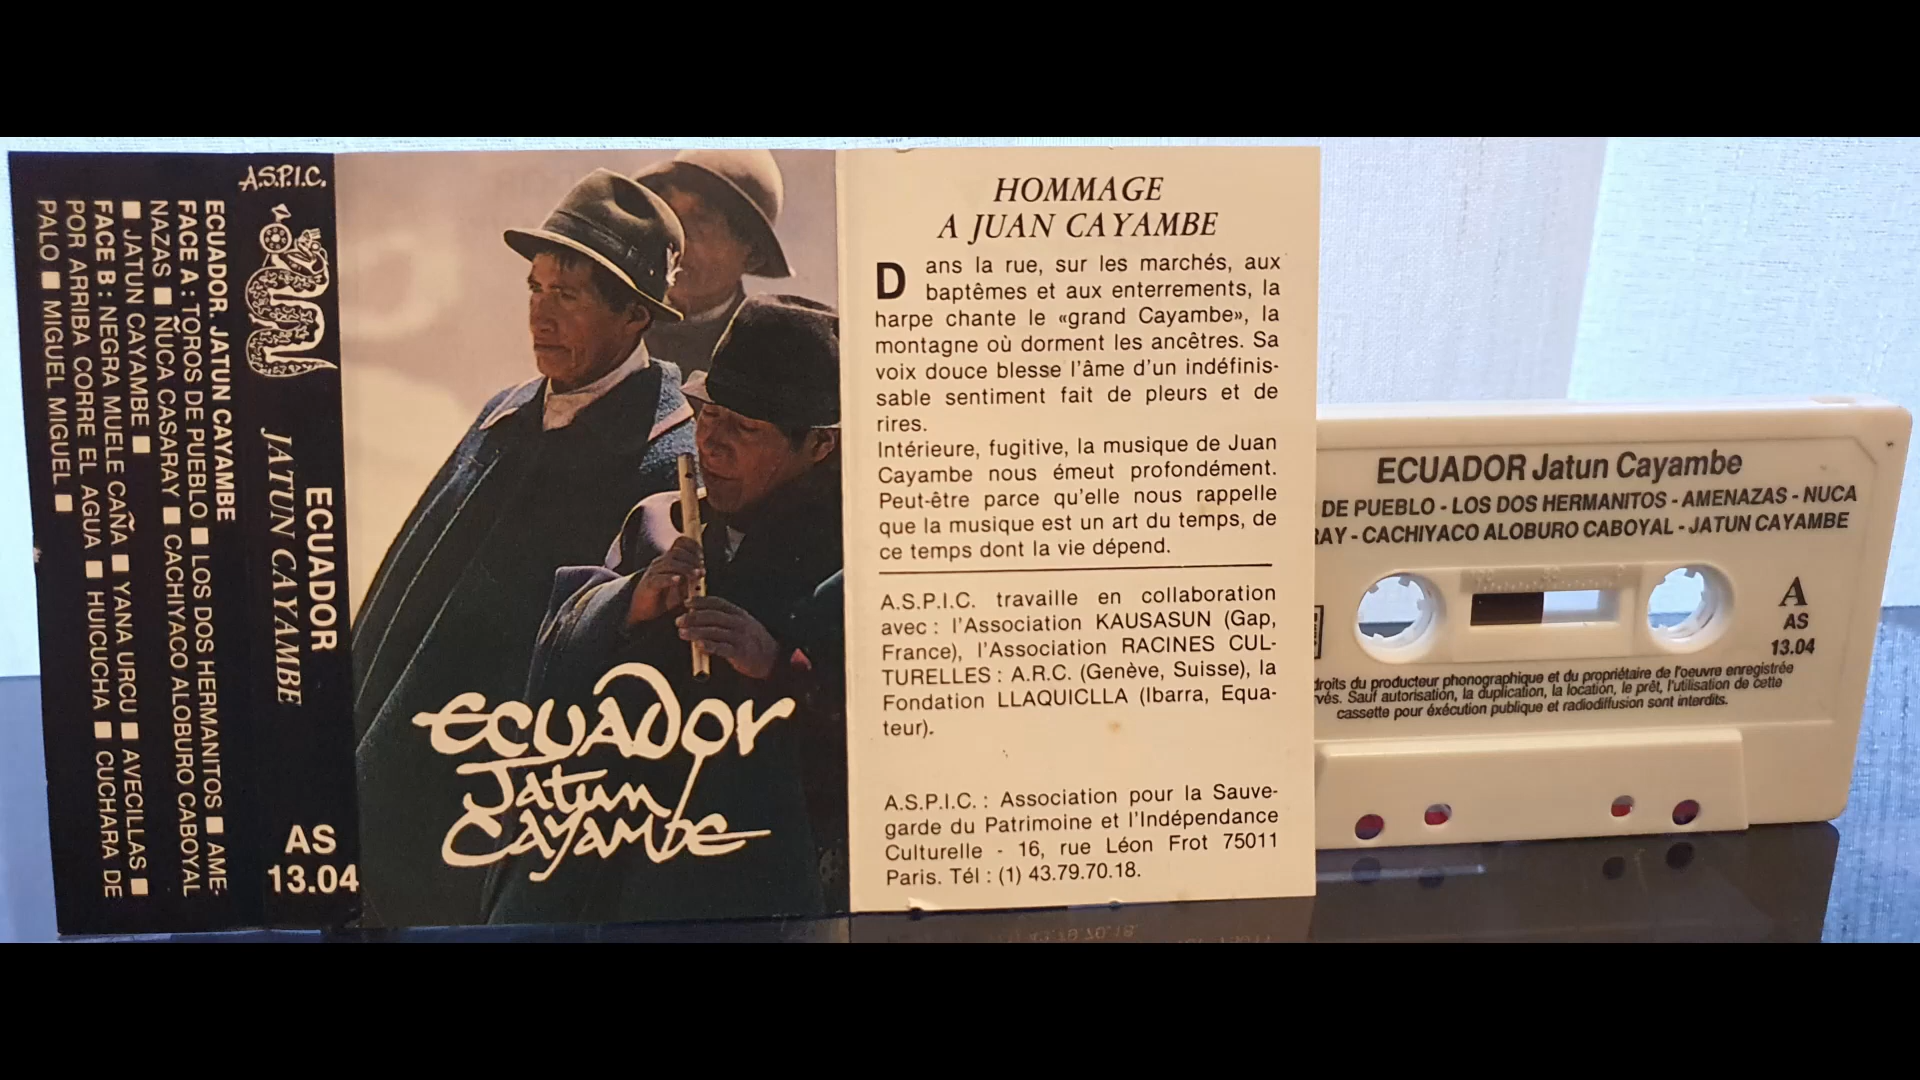 ECUADOR. JATUN CAYAMBE
FACE A : TOROS DE PUEBLO ■ LOS DOS HERMANITOS ■ AME-
NAZAS ■ ÑUCA CASARAY ■ CACHIYACO ALOBURO CABOYAL
■ JATUN CAYAMBE ■
FACE B : NEGRA MUELE CAÑA ■ YANA URCU ■ AVECILLAS ■
POR ARRIBA CORRE EL AGUA ■ HUICUCHA ■ CUCHARA DE
PALO ■ MIGUEL MIGUEL ■
A.S.P.I.C.
ECUADOR
JATUN CAYAMBE
AS
13.04
ECUADOR
Jatun
Cayambe
HOMMAGE
A JUAN CAYAMBE
Dans la rue, sur les marchés, aux
baptêmes et aux enterrements, la
harpe chante le «grand Cayambe», la
montagne où dorment les ancêtres. Sa
voix douce blesse l'âme d'un indéfinis-
sable sentiment fait de pleurs et de
rires.
Intérieure, fugitive, la musique de Juan
Cayambe nous émeut profondément.
Peut-être parce qu'elle nous rappelle
que la musique est un art du temps, de
ce temps dont la vie dépend.
A.S.P.I.C. travaille en collaboration
avec : l'Association KAUSASUN (Gap,
France), l'Association RACINES CUL-
TURELLES : A.R.C. (Genève, Suisse), la
Fondation LLAQUICLLA (Ibarra, Equa-
teur).
A.S.P.I.C. : Association pour la Sauve-
garde du Patrimoine et l'Indépendance
Culturelle - 16, rue Léon Frot 75011
Paris. Tél : (1) 43.79.70.18.
ECUADOR Jatun Cayambe
DE PUEBLO - LOS DOS HERMANITOS - AMENAZAS - NUCA
RAY - CACHIYACO ALOBURO CABOYAL - JATUN CAYAMBE
A
AS
13.04
droits du producteur phonographique et du propriétaire de l'oeuvre enregistrée
vés. Sauf autorisation, la duplication, la location, le prêt, l'utilisation de cette
cassette pour éxécution publique et radiodiffusion sont interdits.